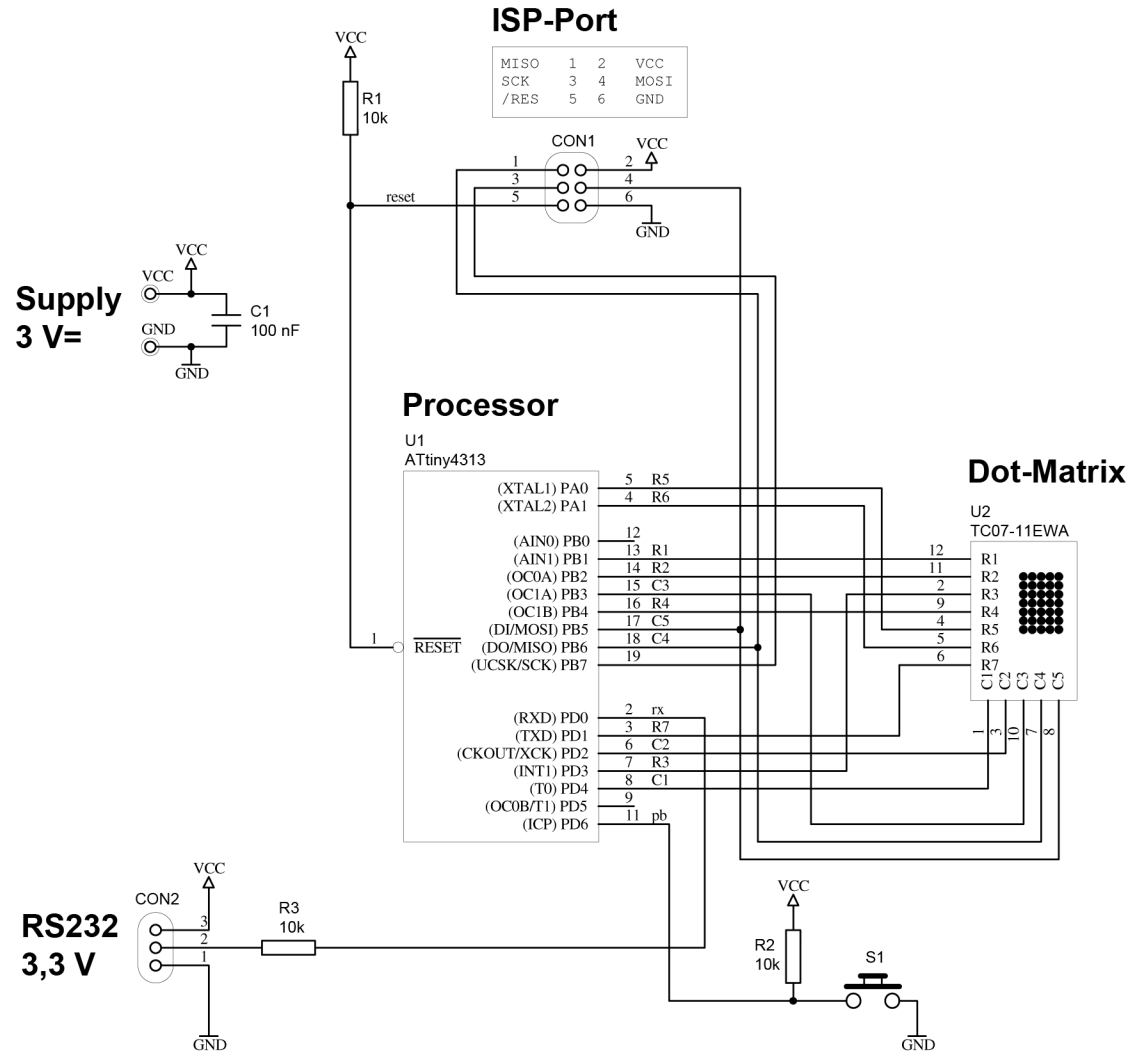 ISP-Port
MISO 1 2 VCC
SCK 3 4 MOSI
/RES 5 6 GND
VCC
R1
10k
CON1
VCC
1 2
3 4
5 6
reset
GND
Supply
3 V=
VCC
VCC
GND
GND
C1
100 nF
Processor
U1
ATtiny4313
1 RESET
(XTAL1) PA0 5 R5
(XTAL2) PA1 4 R6
(AIN0) PB0 12
(AIN1) PB1 13 R1
(OC0A) PB2 14 R2
(OC1A) PB3 15 C3
(OC1B) PB4 16 R4
(DI/MOSI) PB5 17 C5
(DO/MISO) PB6 18 C4
(UCSK/SCK) PB7 19
(RXD) PD0 2 rx
(TXD) PD1 3 R7
(CKOUT/XCK) PD2 6 C2
(INT1) PD3 7 R3
(T0) PD4 8 C1
(OC0B/T1) PD5 9
(ICP) PD6 11 pb
Dot-Matrix
U2
TC07-11EWA
12 R1
11 R2
2 R3
9 R4
4 R5
5 R6
6 R7
C1 C2 C3 C4 C5
1 3 10 7 8
RS232
3,3 V
CON2
VCC
3
2
1
GND
R3
10k
VCC
R2
10k
S1
GND